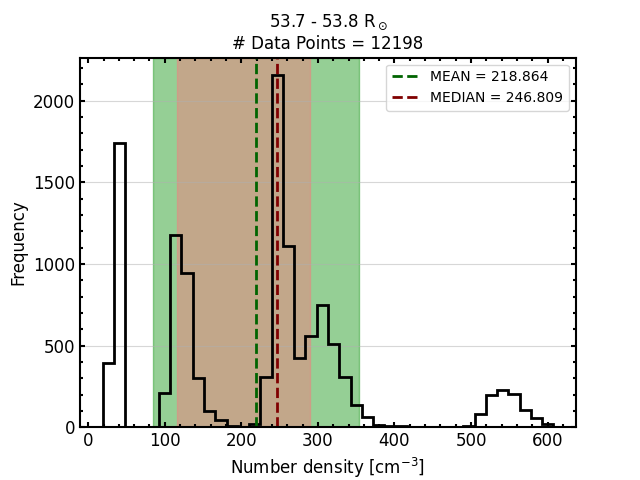 53.7 - 53.8 R⊙
# Data Points = 12198
MEAN = 218.864
MEDIAN = 246.809
Frequency
2000
1500
1000
500
0
0 100 200 300 400 500 600
Number density [cm⁻³]